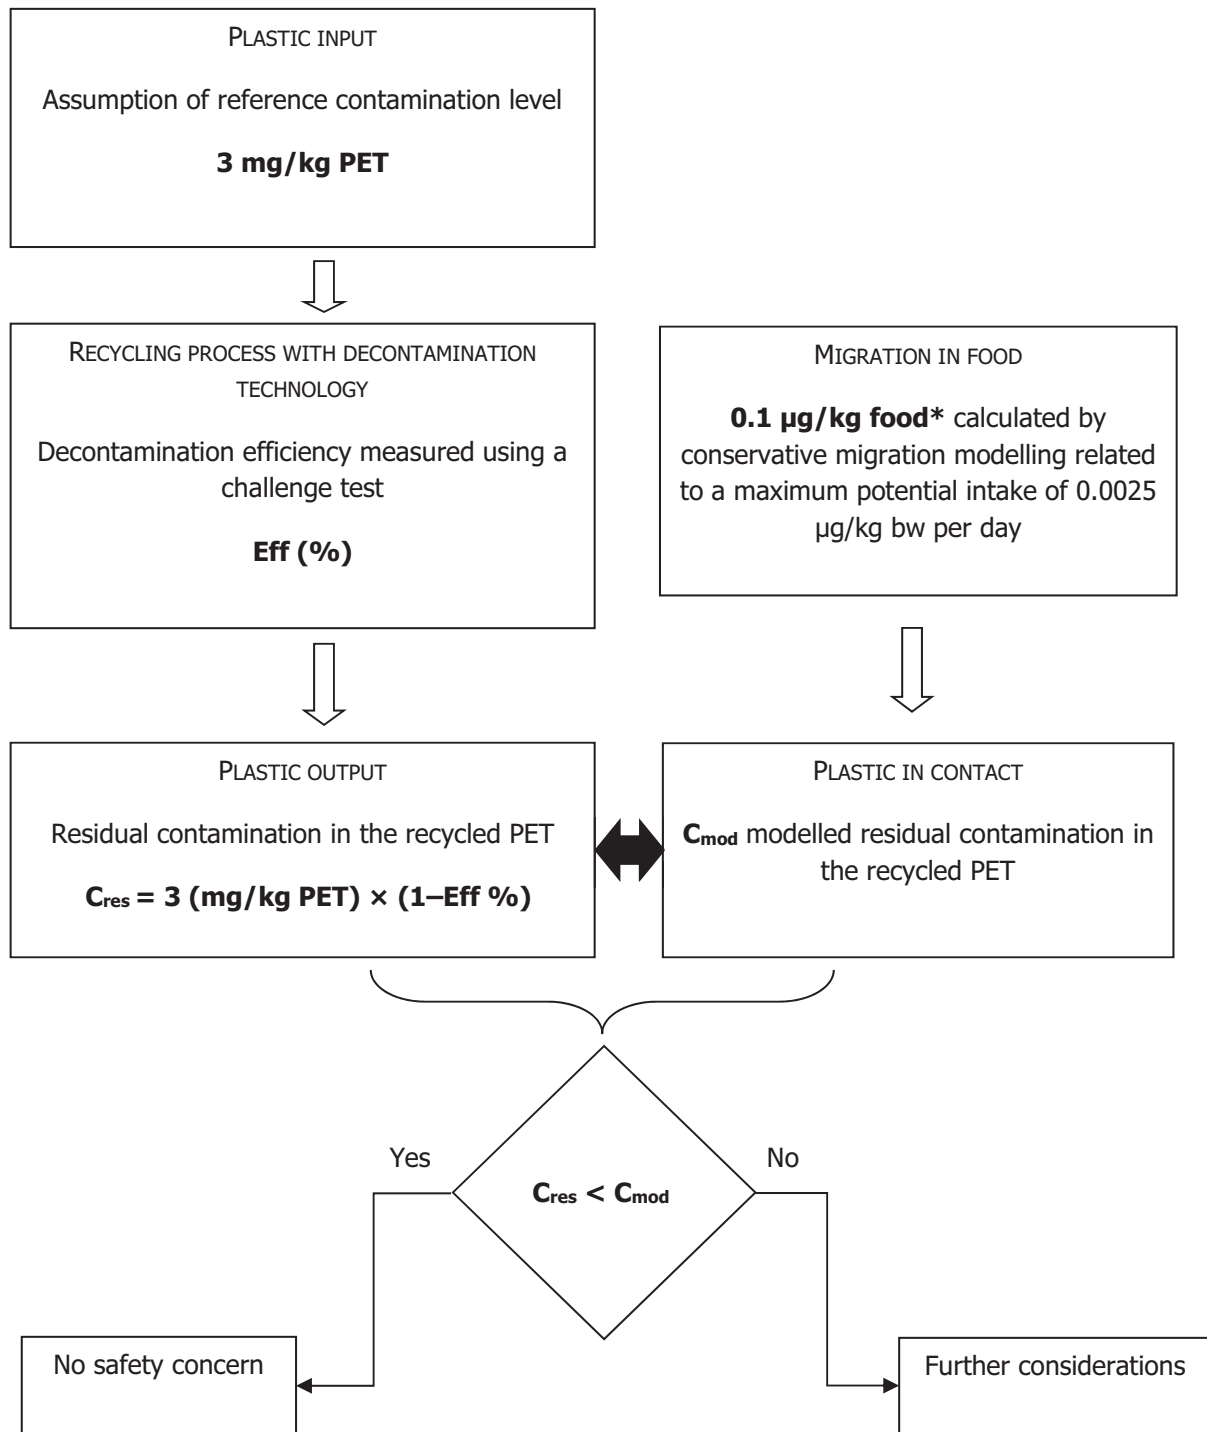 PLASTIC INPUT
Assumption of reference contamination level
3 mg/kg PET
RECYCLING PROCESS WITH DECONTAMINATION
TECHNOLOGY
Decontamination efficiency measured using a
challenge test
Eff (%)
MIGRATION IN FOOD
0.1 µg/kg food* calculated by
conservative migration modelling related
to a maximum potential intake of 0.0025
µg/kg bw per day
PLASTIC OUTPUT
Residual contamination in the recycled PET
Cres = 3 (mg/kg PET) × (1–Eff %)
PLASTIC IN CONTACT
Cmod modelled residual contamination in
the recycled PET
Yes
No
Cres < Cmod
No safety concern
Further considerations